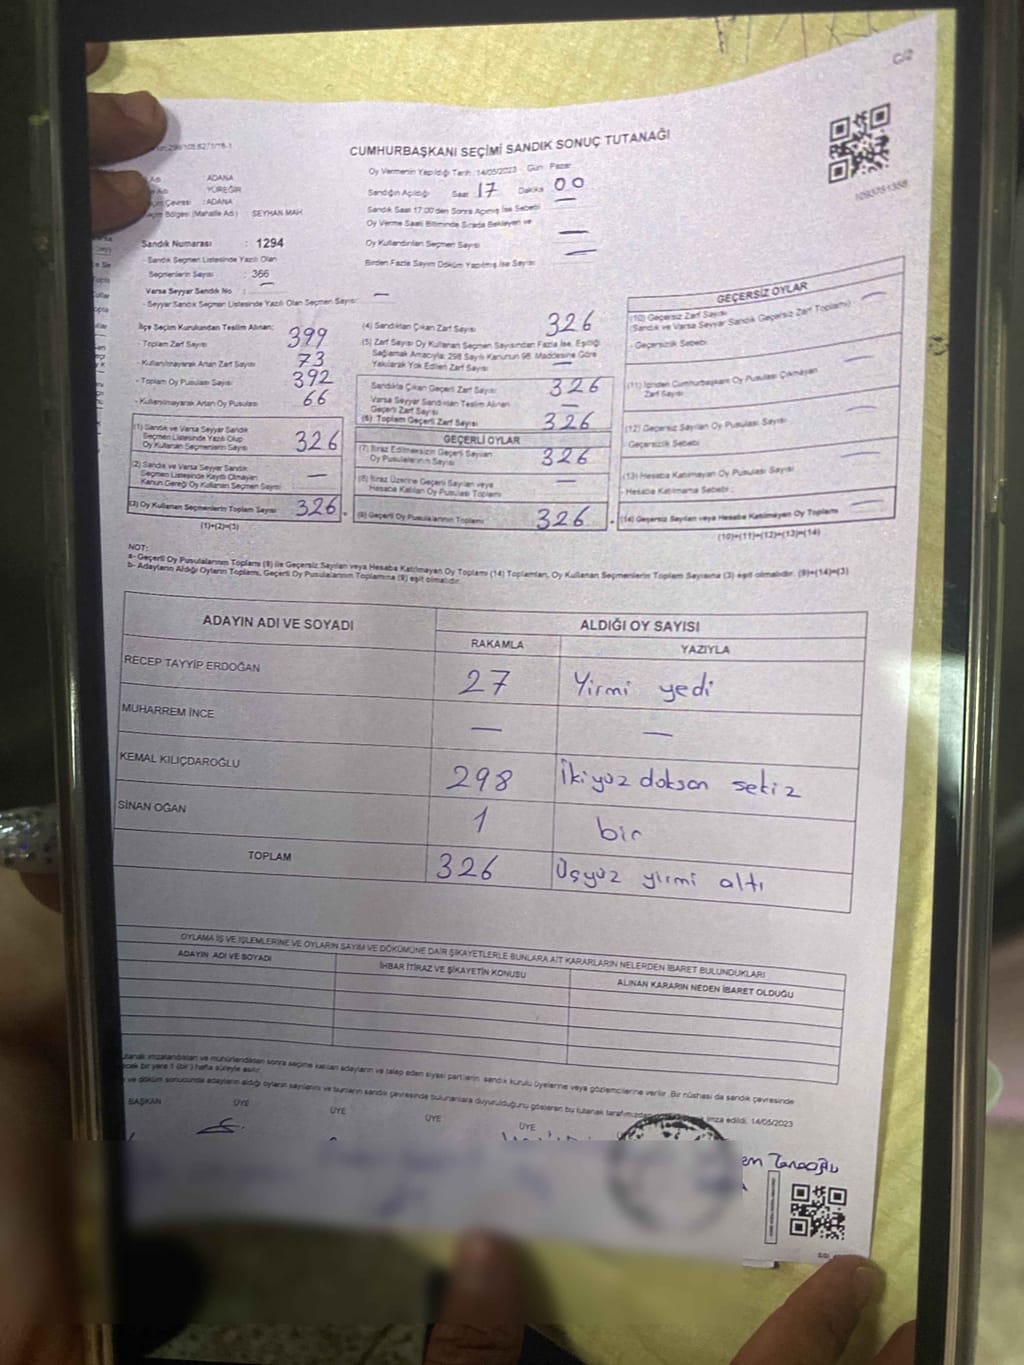 C/2
CUMHURBAŞKANI SEÇİMİ SANDIK SONUÇ TUTANAĞI
1093751358
ADANA
YÜREĞİR
: ADANA
Bölgesi (Mahalle Adı) SEYHAN MAH.
Sandık Numarası : 1294
- Sandık Seçmen Listesinde Yazılı Olan
Seçmenlerin Sayısı : 366
Varsa Seyyar Sandık No : —
- Seyyar Sandık Seçmen Listesinde Yazılı Olan Seçmen Sayısı : —
Oy Vermenin Yapıldığı Tarih :14/05/2023 Gün : Pazar
Sandığın Açıldığı Saat 17 Dakika 00
Sandık Saat 17:00'den Sonra Açılmış İse Sebebi —
Oy Verme Saati Bitiminde Sırada Bekleyen ve
Oy Kullandırılan Seçmen Sayısı —
Birden Fazla Sayım Döküm Yapılmış İse Sayısı —
İlçe Seçim Kurulundan Teslim Alınan:
- Toplam Zarf Sayısı 399
- Kullanılmayarak Artan Zarf Sayısı 73
- Toplam Oy Pusulası Sayısı 392
- Kullanılmayarak Artan Oy Pusulası 66
(1) Sandık ve Varsa Seyyar Sandık
Seçmen Listesinde Yazılı Olup
Oy Kullanan Seçmenlerin Sayısı 326
(2) Sandık ve Varsa Seyyar Sandık
Seçmen Listesinde Kayıtlı Olmayan
Kanun Gereği Oy Kullanan Seçmen Sayısı —
(3) Oy Kullanan Seçmenlerin Toplam Sayısı 326
(1)+(2)=(3)
(4) Sandıktan Çıkan Zarf Sayısı 326
(5) Zarf Sayısı Oy Kullanan Seçmen Sayısından Fazla İse, Eşitliği
Sağlamak Amacıyla; 298 Sayılı Kanunun 98. Maddesine Göre
Yakılarak Yok Edilen Zarf Sayısı —
Sandıkta Çıkan Geçerli Zarf Sayısı 326
Varsa Seyyar Sandıktan Teslim Alınan
Geçerli Zarf Sayısı —
(6) Toplam Geçerli Zarf Sayısı 326
GEÇERLİ OYLAR
(7) İtiraz Edilmeksizin Geçerli Sayılan
Oy Pusulalarının Sayısı 326
(8) İtiraz Üzerine Geçerli Sayılan veya
Hesaba Katılan Oy Pusulası Toplamı —
(9) Geçerli Oy Pusulalarının Toplamı 326
GEÇERSİZ OYLAR
(10) Geçersiz Zarf Sayısı
(Sandık ve Varsa Seyyar Sandık Geçersiz Zarf Toplamı) —
- Geçersizlik Sebebi
(11) İçinden Cumhurbaşkanı Oy Pusulası Çıkmayan
Zarf Sayısı —
(12) Geçersiz Sayılan Oy Pusulası Sayısı —
- Geçersizlik Sebebi
(13) Hesaba Katılmayan Oy Pusulası Sayısı —
- Hesaba Katılmama Sebebi :
(14) Geçersiz Sayılan veya Hesaba Katılmayan Oy Toplamı —
(10)+(11)+(12)+(13)=(14)
NOT:
a- Geçerli Oy Pusulalarının Toplamı (9) ile Geçersiz Sayılan veya Hesaba Katılmayan Oy Toplamı (14) Toplamları, Oy Kullanan Seçmenlerin Toplam Sayısına (3) eşit olmalıdır. (9)+(14)=(3)
b- Adayların Aldığı Oyların Toplamı, Geçerli Oy Pusulalarının Toplamına (9) eşit olmalıdır.
ADAYIN ADI VE SOYADI ALDIĞI OY SAYISI
RAKAMLA YAZIYLA
RECEP TAYYİP ERDOĞAN 27 Yirmi yedi
MUHARREM İNCE — —
KEMAL KILIÇDAROĞLU 298 İkiyüz doksan sekiz
SİNAN OĞAN 1 bir
TOPLAM 326 Üçyüz yirmi altı
OYLAMA İŞ VE İŞLEMLERİNE VE OYLARIN SAYIM VE DÖKÜMÜNE DAİR ŞİKAYETLERLE BUNLARA AİT KARARLARIN NELERDEN İBARET BULUNDUKLARI
ADAYIN ADI VE SOYADI İHBAR İTİRAZ VE ŞİKAYETİN KONUSU ALINAN KARARIN NEDEN İBARET OLDUĞU
tutanak imzalandıktan ve mühürlendikten sonra seçime katılan adayların ve talep eden siyasi partilerin sandık kurulu üyelerine veya gözlemcilerine verilir. Bir nüshası da sandık çevresinde
bir yere 1 (bir) hafta süreyle asılır.
ve döküm sonucunda adayların aldığı oyların sayılarını ve bunların sandık çevresinde bulunanlara duyurulduğunu gösteren bu tutanak tarafımızdan imza edildi. 14/05/2023
BAŞKAN ÜYE ÜYE ÜYE ÜYE